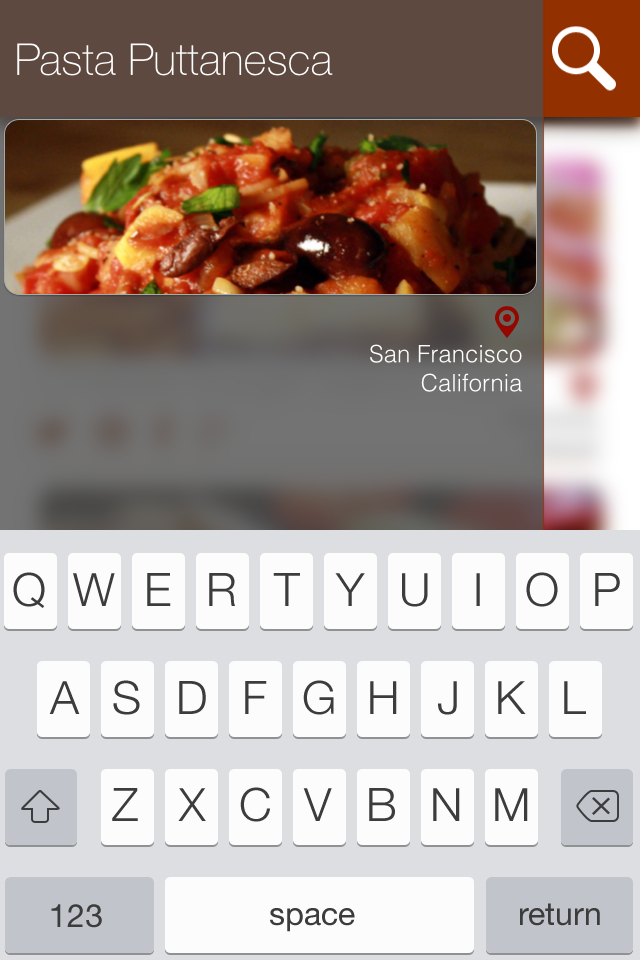 Pasta Puttanesca
San Francisco
California
Q W E R T Y U I O P
A S D F G H J K L
Z X C V B N M
123 space return